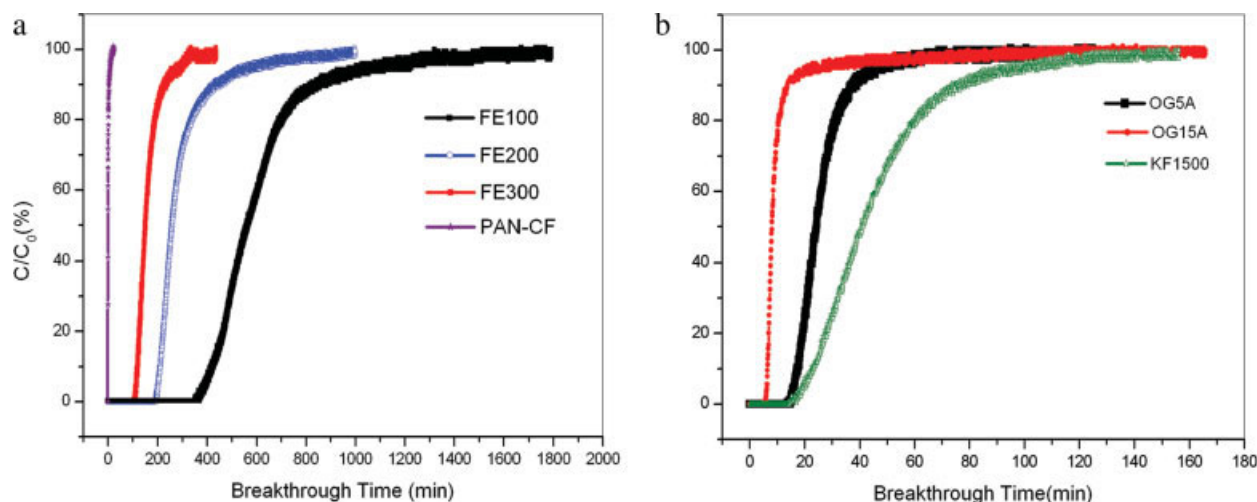 a
C/C0(%)
100
80
60
40
20
0
FE100
FE200
FE300
PAN-CF
0 200 400 600 800 1000 1200 1400 1600 1800 2000
Breakthrough Time (min)
b
100
80
60
40
20
0
OG5A
OG15A
KF1500
0 20 40 60 80 100 120 140 160 180
Breakthrough Time(min)